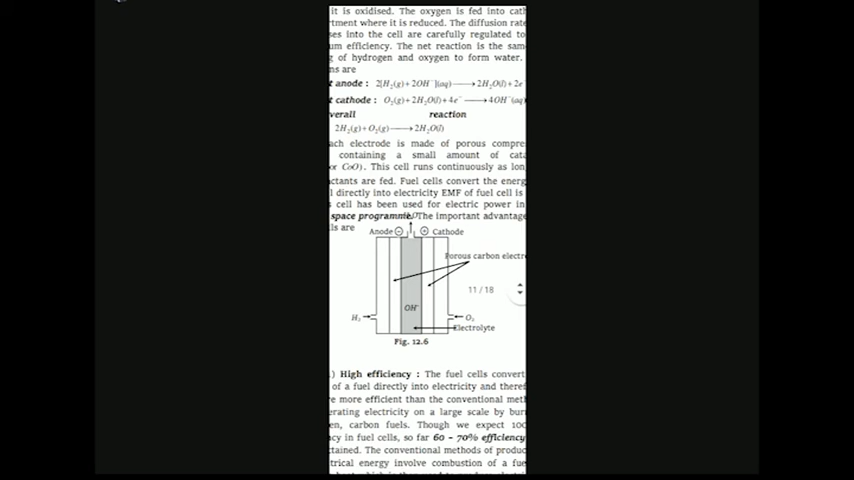 it is oxidised. The oxygen is fed into cath
rtment where it is reduced. The diffusion rate
ses into the cell are carefully regulated to
um efficiency. The net reaction is the sam
g of hydrogen and oxygen to form water.
ns are
t anode : 2[H₂(g)+2OH⁻](aq)⟶2H₂O(l)+2e
t cathode : O₂(g)+2H₂O(l)+4e⁻⟶4OH⁻(aq)
verall reaction
2H₂(g)+O₂(g)⟶2H₂O(l)
ach electrode is made of porous compre
containing a small amount of cata
or CoO). This cell runs continuously as lon
actants are fed. Fuel cells convert the energ
l directly into electricity EMF of fuel cell is
s cell has been used for electric power in
space programme. The important advantage
lls are
Anode ⊖ ⊕ Cathode
Porous carbon electro
11 / 18
OH⁻
H₂ O₂
Electrolyte
Fig. 12.6
) High efficiency : The fuel cells convert
of a fuel directly into electricity and theref
e more efficient than the conventional meth
erating electricity on a large scale by burn
en, carbon fuels. Though we expect 100
cy in fuel cells, so far 60 – 70% efficiency
ttained. The conventional methods of produc
trical energy involve combustion of a fue